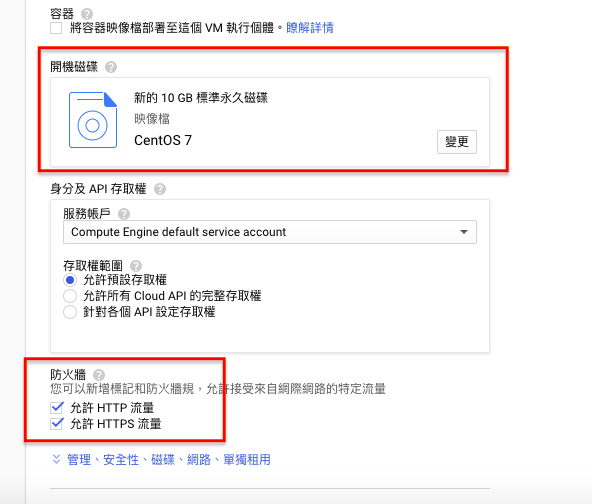 容器
將容器映像檔部署至這個 VM 執行個體。瞭解詳情
開機磁碟
新的 10 GB 標準永久磁碟
映像檔
CentOS 7
變更
身分及 API 存取權
服務帳戶
Compute Engine default service account
存取權範圍
允許預設存取權
允許所有 Cloud API 的完整存取權
針對各個 API 設定存取權
防火牆
您可以新增標記和防火牆規，允許接受來自網際網路的特定流量
允許 HTTP 流量
允許 HTTPS 流量
管理、安全性、磁碟、網路、單獨租用